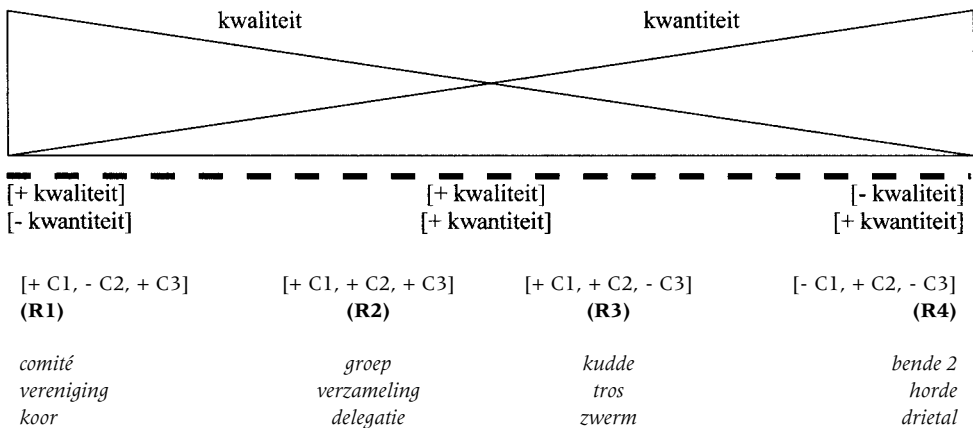 kwaliteit kwantiteit
[+ kwaliteit] [+ kwaliteit] [- kwaliteit]
[- kwantiteit] [+ kwantiteit] [+ kwantiteit]
[+ C1, - C2, + C3] [+ C1, + C2, + C3] [+ C1, + C2, - C3] [- C1, + C2, - C3]
(R1) (R2) (R3) (R4)
comité groep kudde bende 2
vereniging verzameling tros horde
koor delegatie zwerm drietal